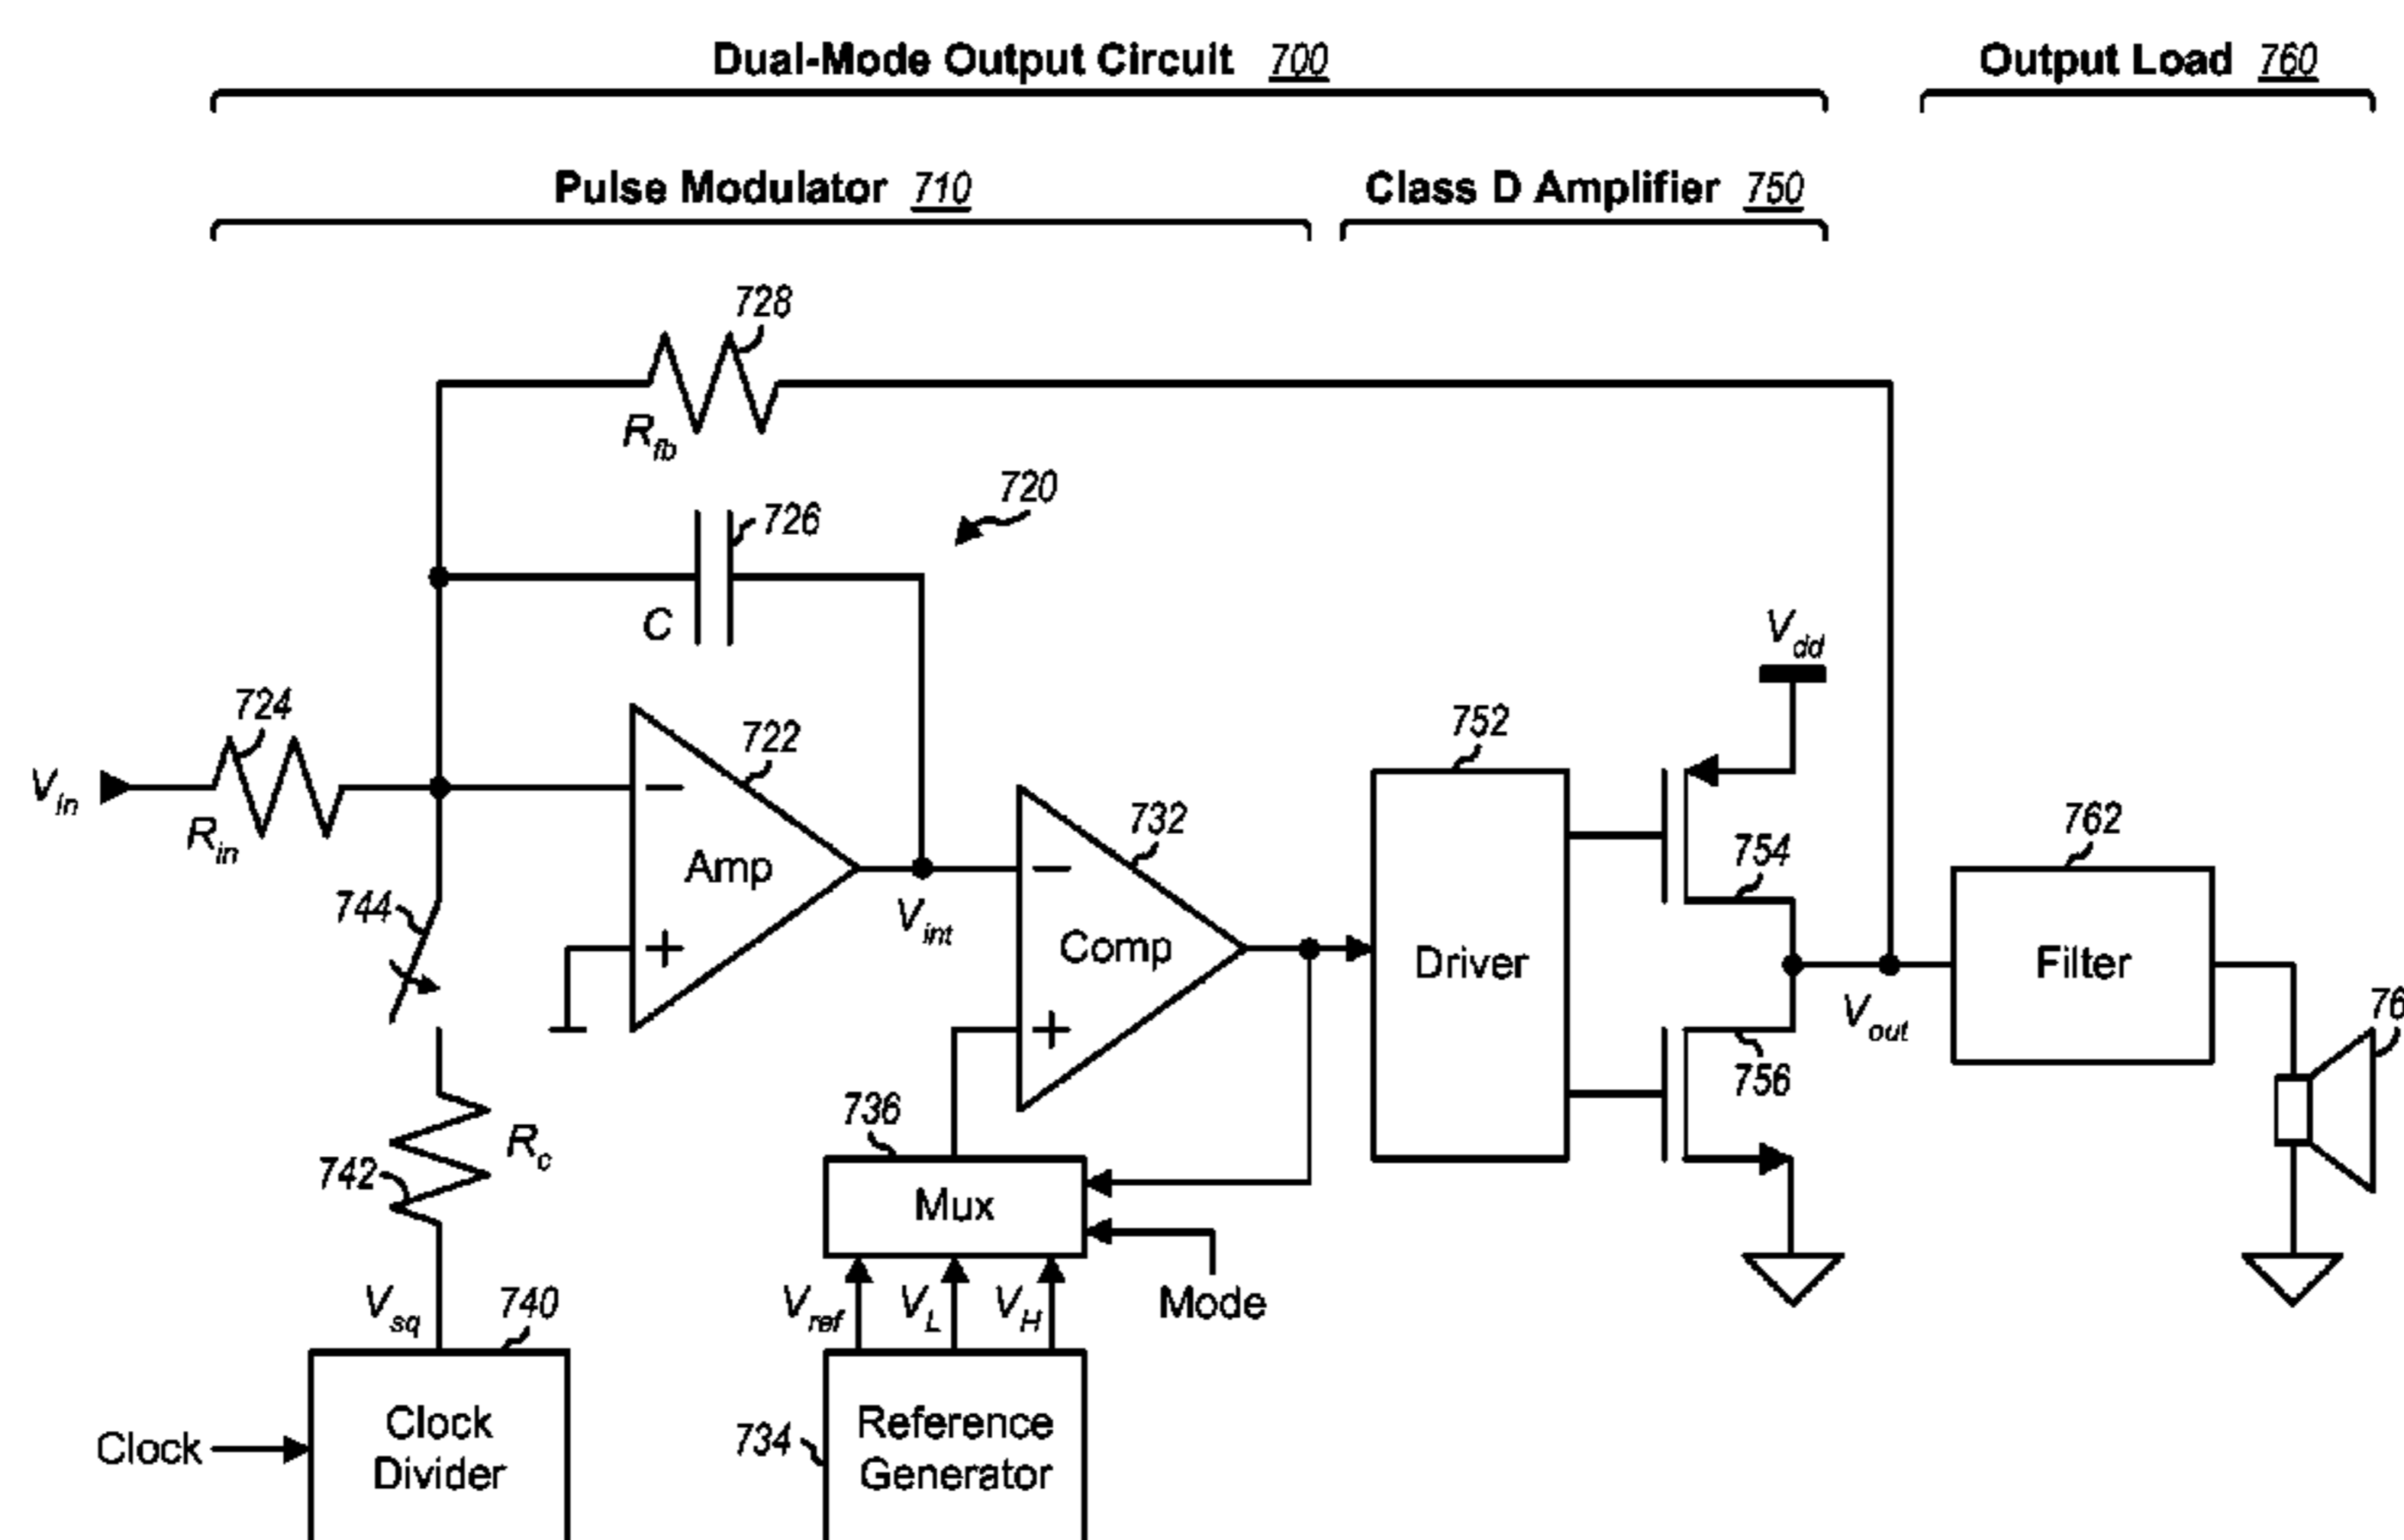 Dual-Mode Output Circuit 700
Output Load 760
Pulse Modulator 710
Class D Amplifier 750
728
Rfb
720
726
C
Vdd
724
722
752
Vin
Rin
732
754
762
Amp
744
Vint
Comp
Driver
Filter
Vout
76
756
736
Rc
742
Mux
Vsq
740
Vref
VL
VH
Mode
Clock
Clock
Divider
734
Reference
Generator